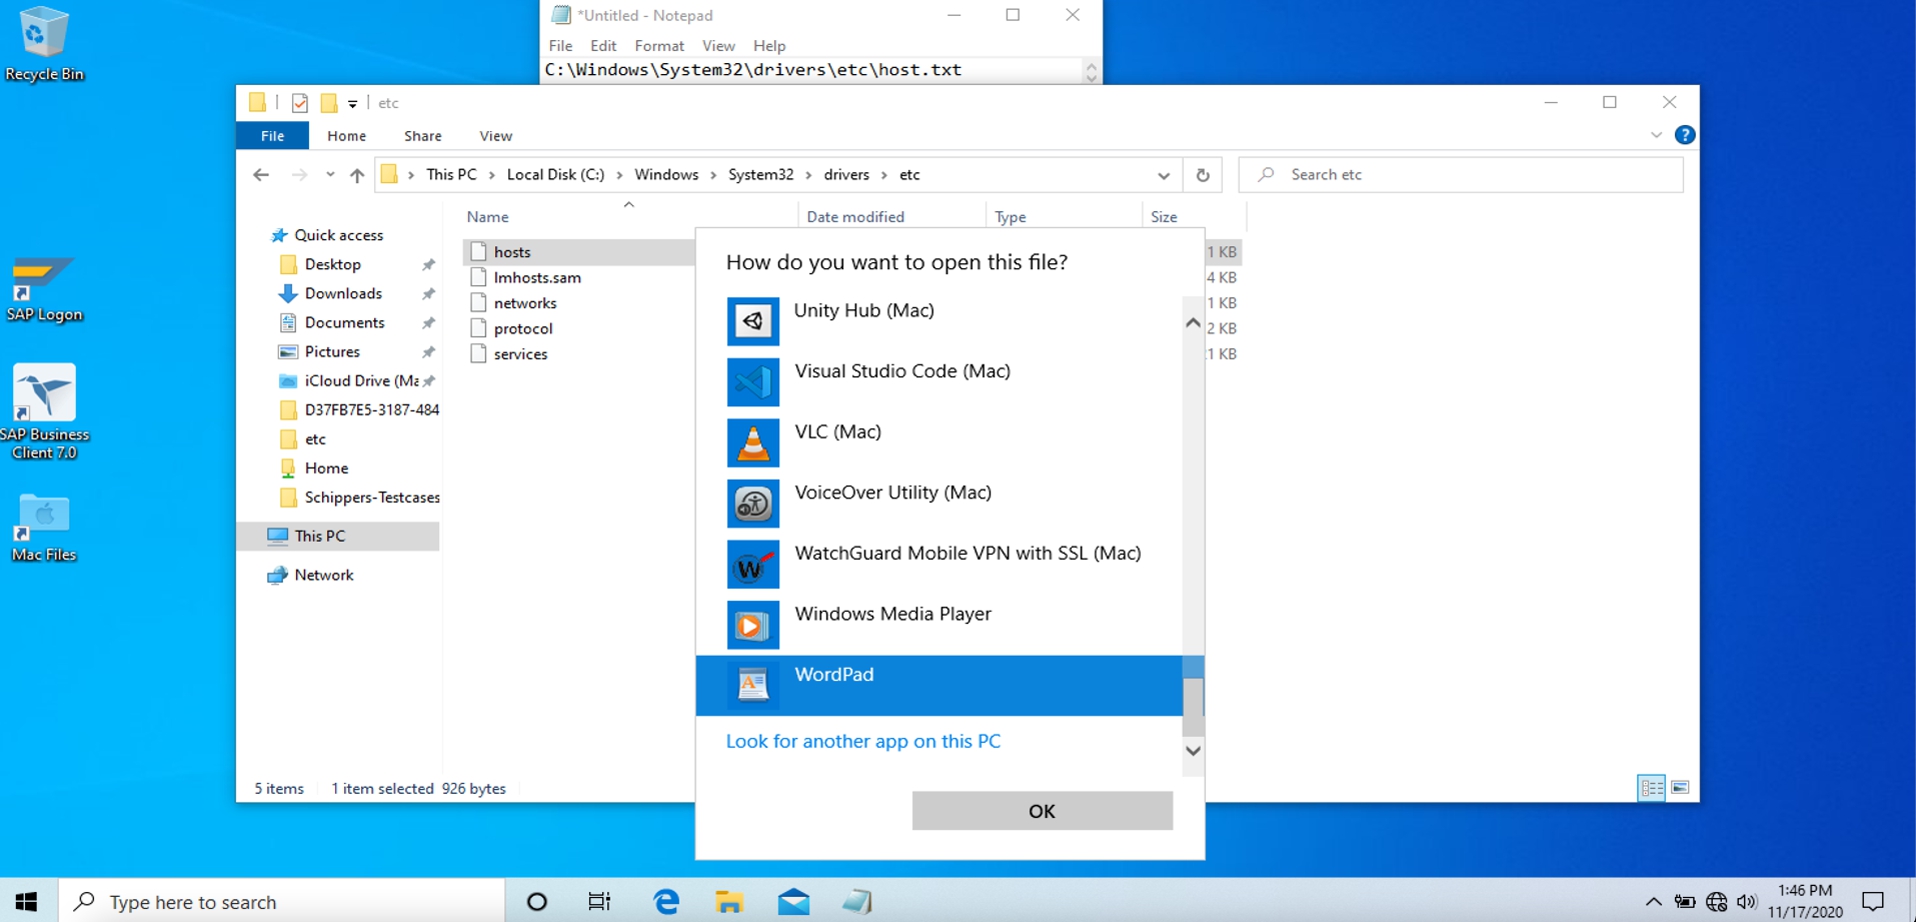 Recycle Bin
SAP Logon
SAP Business
Client 7.0
Mac Files
*Untitled - Notepad
File Edit Format View Help
C:\Windows\System32\drivers\etc\host.txt
etc
File Home Share View
This PC Local Disk (C:) Windows System32 drivers etc
Search etc
Quick access
Desktop
Downloads
Documents
Pictures
iCloud Drive (Ma
D37FB7E5-3187-484
etc
Home
Schippers-Testcases
This PC
Network
Name Date modified Type Size
hosts 1 KB
lmhosts.sam 4 KB
networks 1 KB
protocol 2 KB
services 1 KB
How do you want to open this file?
Unity Hub (Mac)
Visual Studio Code (Mac)
VLC (Mac)
VoiceOver Utility (Mac)
WatchGuard Mobile VPN with SSL (Mac)
Windows Media Player
WordPad
Look for another app on this PC
OK
5 items 1 item selected 926 bytes
Type here to search
1:46 PM
11/17/2020